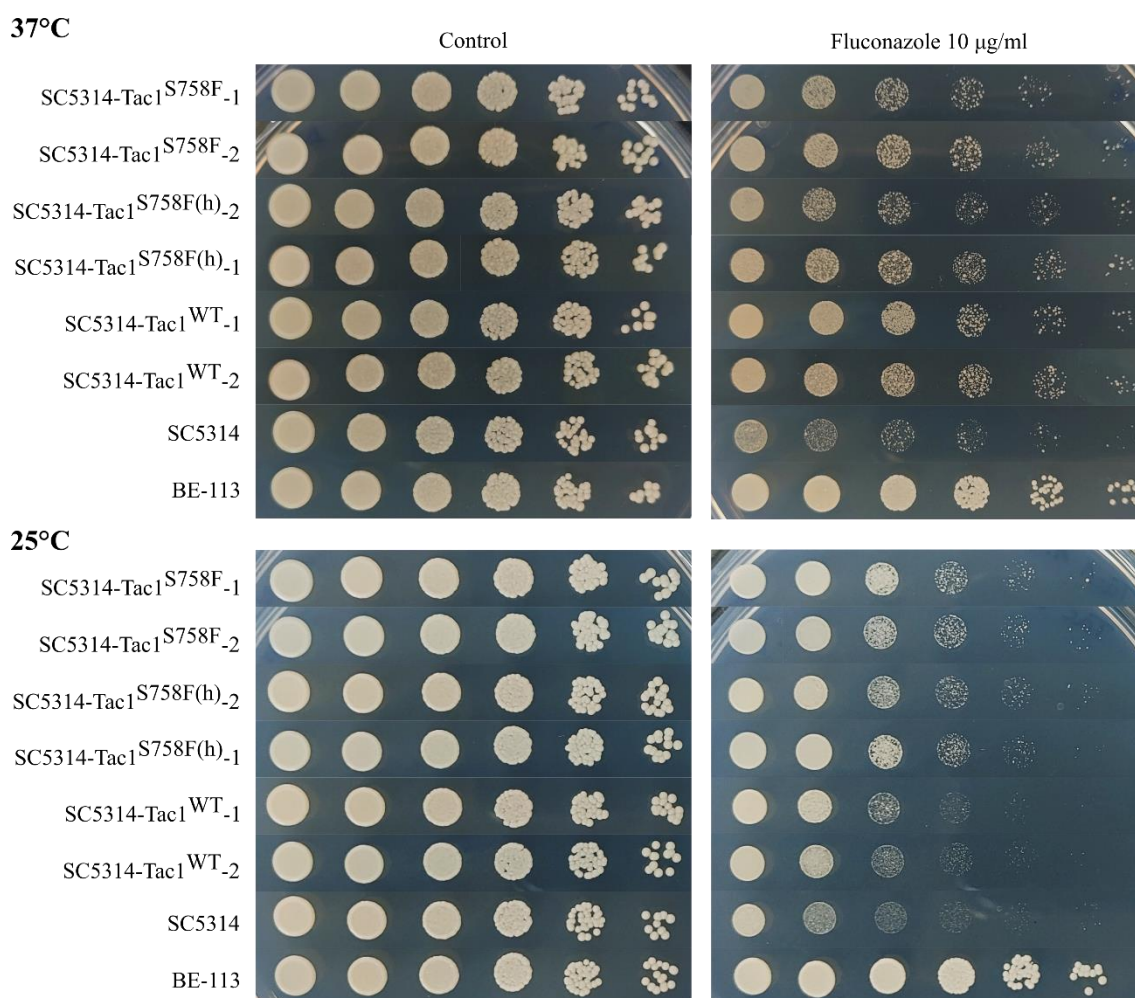 37°C
Control
Fluconazole 10 µg/ml
SC5314-Tac1S758F-1
SC5314-Tac1S758F-2
SC5314-Tac1S758F(h)-2
SC5314-Tac1S758F(h)-1
SC5314-Tac1WT-1
SC5314-Tac1WT-2
SC5314
BE-113
25°C
SC5314-Tac1S758F-1
SC5314-Tac1S758F-2
SC5314-Tac1S758F(h)-2
SC5314-Tac1S758F(h)-1
SC5314-Tac1WT-1
SC5314-Tac1WT-2
SC5314
BE-113